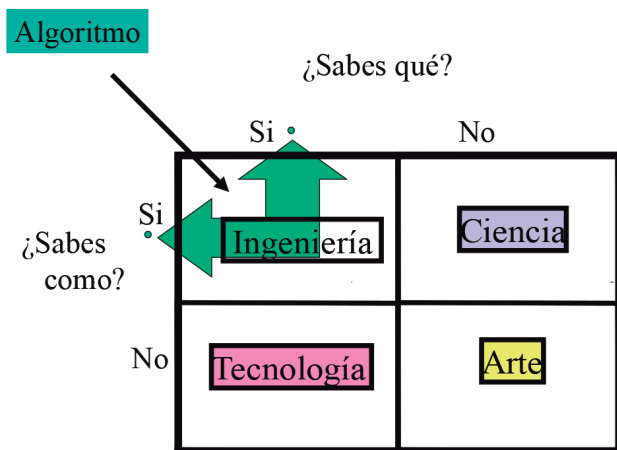 Algoritmo
¿Sabes qué?
Si
No
Si
¿Sabes
como?
Ingeniería
Ciencia
No
Tecnología
Arte